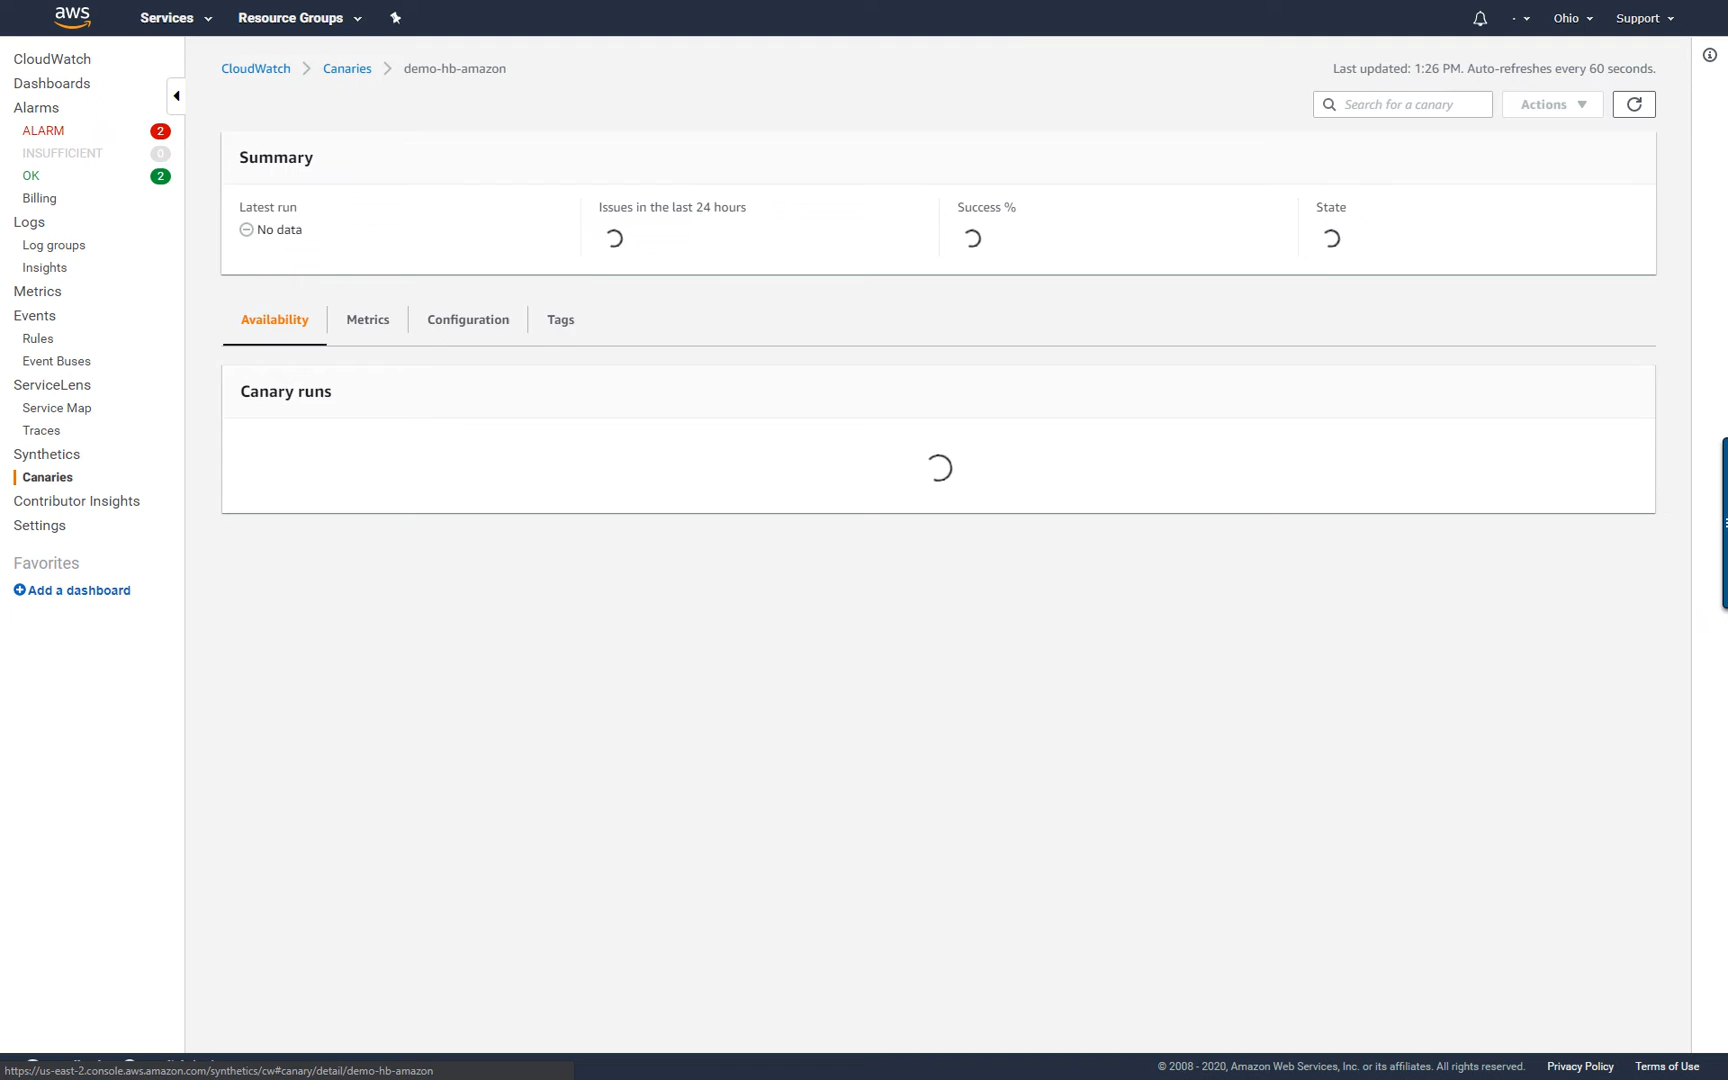 aws Services Resource Groups Ohio Support
CloudWatch
Dashboards
Alarms
ALARM 2
INSUFFICIENT 0
OK 2
Billing
Logs
Log groups
Insights
Metrics
Events
Rules
Event Buses
ServiceLens
Service Map
Traces
Synthetics
Canaries
Contributor Insights
Settings
Favorites
Add a dashboard
CloudWatch Canaries demo-hb-amazon
Last updated: 1:26 PM. Auto-refreshes every 60 seconds.
Search for a canary Actions
Summary
Latest run
No data
Issues in the last 24 hours
Success %
State
Availability Metrics Configuration Tags
Canary runs
https://us-east-2.console.aws.amazon.com/synthetics/cw#canary/detail/demo-hb-amazon
© 2008 - 2020, Amazon Web Services, Inc. or its affiliates. All rights reserved. Privacy Policy Terms of Use